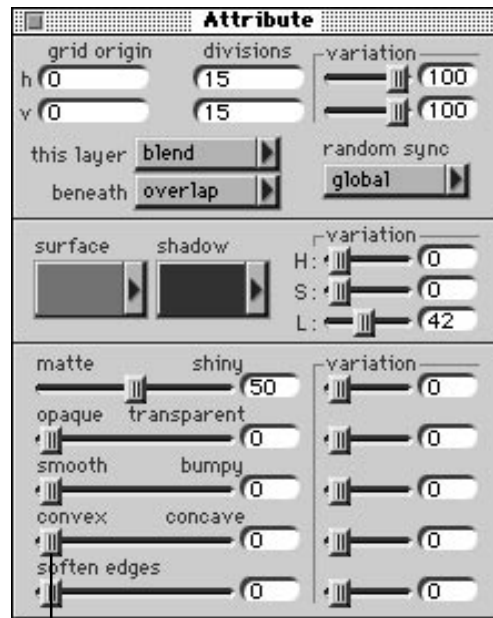 Attribute
grid origin divisions variation
h 0 15 100
v 0 15 100
this layer blend random sync
beneath overlap global
surface shadow variation
H: 0
S: 0
L: 42
matte shiny variation
50 0
opaque transparent
0 0
smooth bumpy
0 0
convex concave
0 0
soften edges
0 0